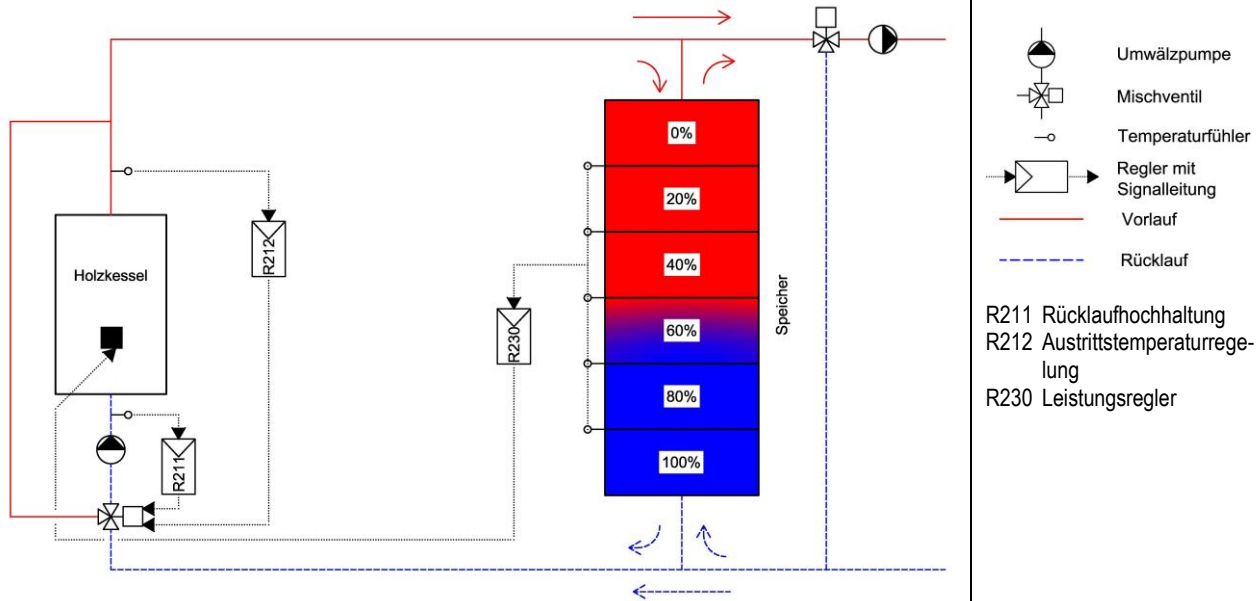 Holzkessel
R212
R211
R230
0%
20%
40%
60%
80%
100%
Speicher
Umwälzpumpe
Mischventil
Temperaturfühler
Regler mit
Signalleitung
Vorlauf
Rücklauf
R211 Rücklaufhochhaltung
R212 Austrittstemperaturrege-
lung
R230 Leistungsregler